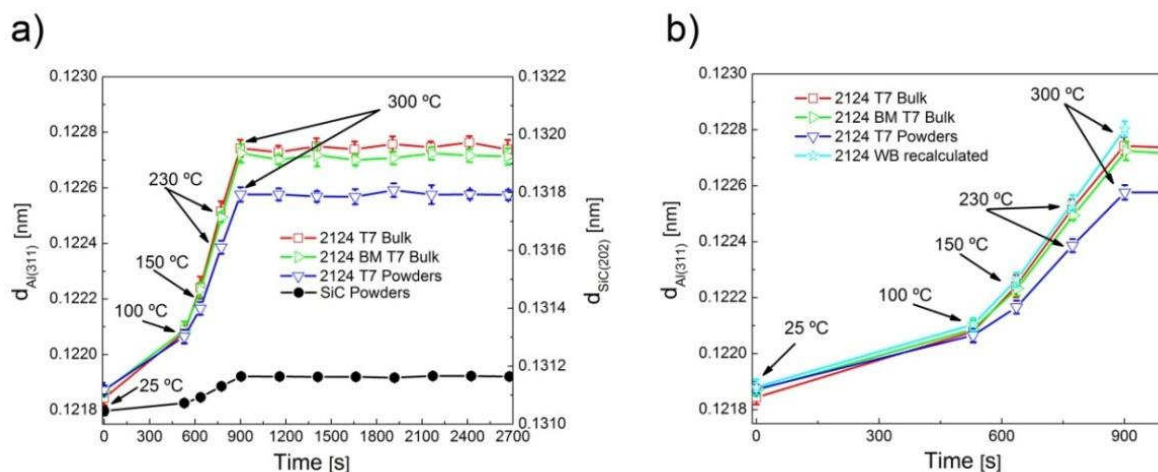 a)
0.1230
0.1228
0.1226
0.1224
0.1222
0.1220
0.1218
d_Al(311) [nm]
0.1322
0.1320
0.1318
0.1316
0.1314
0.1312
0.1310
d_SiC(202) [nm]
300 ºC
230 ºC
150 ºC
100 ºC
25 ºC
2124 T7 Bulk
2124 BM T7 Bulk
2124 T7 Powders
SiC Powders
0 300 600 900 1200 1500 1800 2100 2400 2700
Time [s]
b)
0.1230
0.1228
0.1226
0.1224
0.1222
0.1220
0.1218
d_Al(311) [nm]
2124 T7 Bulk
2124 BM T7 Bulk
2124 T7 Powders
2124 WB recalculated
300 ºC
230 ºC
150 ºC
100 ºC
25 ºC
0 300 600 900
Time [s]